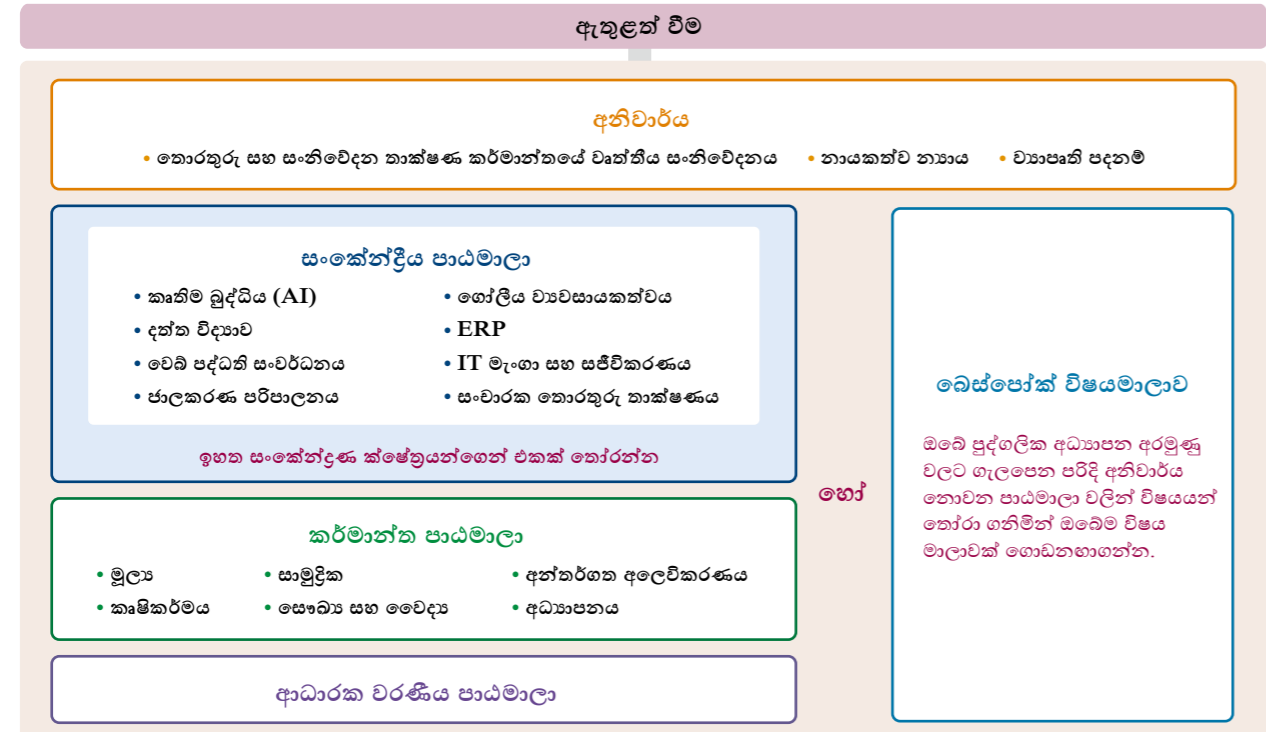 ඇතුළත් වීම
අනිවාර්ය
• තොරතුරු සහ සංනිවේදන තාක්ෂණ කර්මාන්තයේ වෘත්තීය සංනිවේදනය • නායකත්ව න්‍යාය • ව්‍යාපෘති පදනම්
සංකේන්ද්‍රීය පාඨමාලා
• කෘතිම බුද්ධිය (AI) • ගෝලීය ව්‍යවසායකත්වය
• දත්ත විද්‍යාව • ERP
• වෙබ් පද්ධති සංවර්ධනය • IT මැංගා සහ සජීවිකරණය
• ජාලකරණ පරිපාලනය • සංචාරක තොරතුරු තාක්ෂණය
ඉහත සංකේන්ද්‍රණ ක්ෂේත්‍රයන්ගෙන් එකක් තෝරන්න
කර්මාන්ත පාඨමාලා
• මූල්‍ය • සාමුද්‍රික • අන්තර්ගත අලෙවිකරණය
• කෘෂිකර්මය • සෞඛ්‍ය සහ වෛද්‍ය • අධ්‍යාපනය
ආධාරක වරණීය පාඨමාලා
හෝ
බෙස්පෝක් විෂයමාලාව
ඔබේ පුද්ගලික අධ්‍යාපන අරමුණු
වලට ගැලපෙන පරිදි අනිවාර්ය
නොවන පාඨමාලා වලින් විෂයයන්
තෝරා ගනිමින් ඔබේම විෂය
මාලාවක් ගොඩනඟාගන්න.